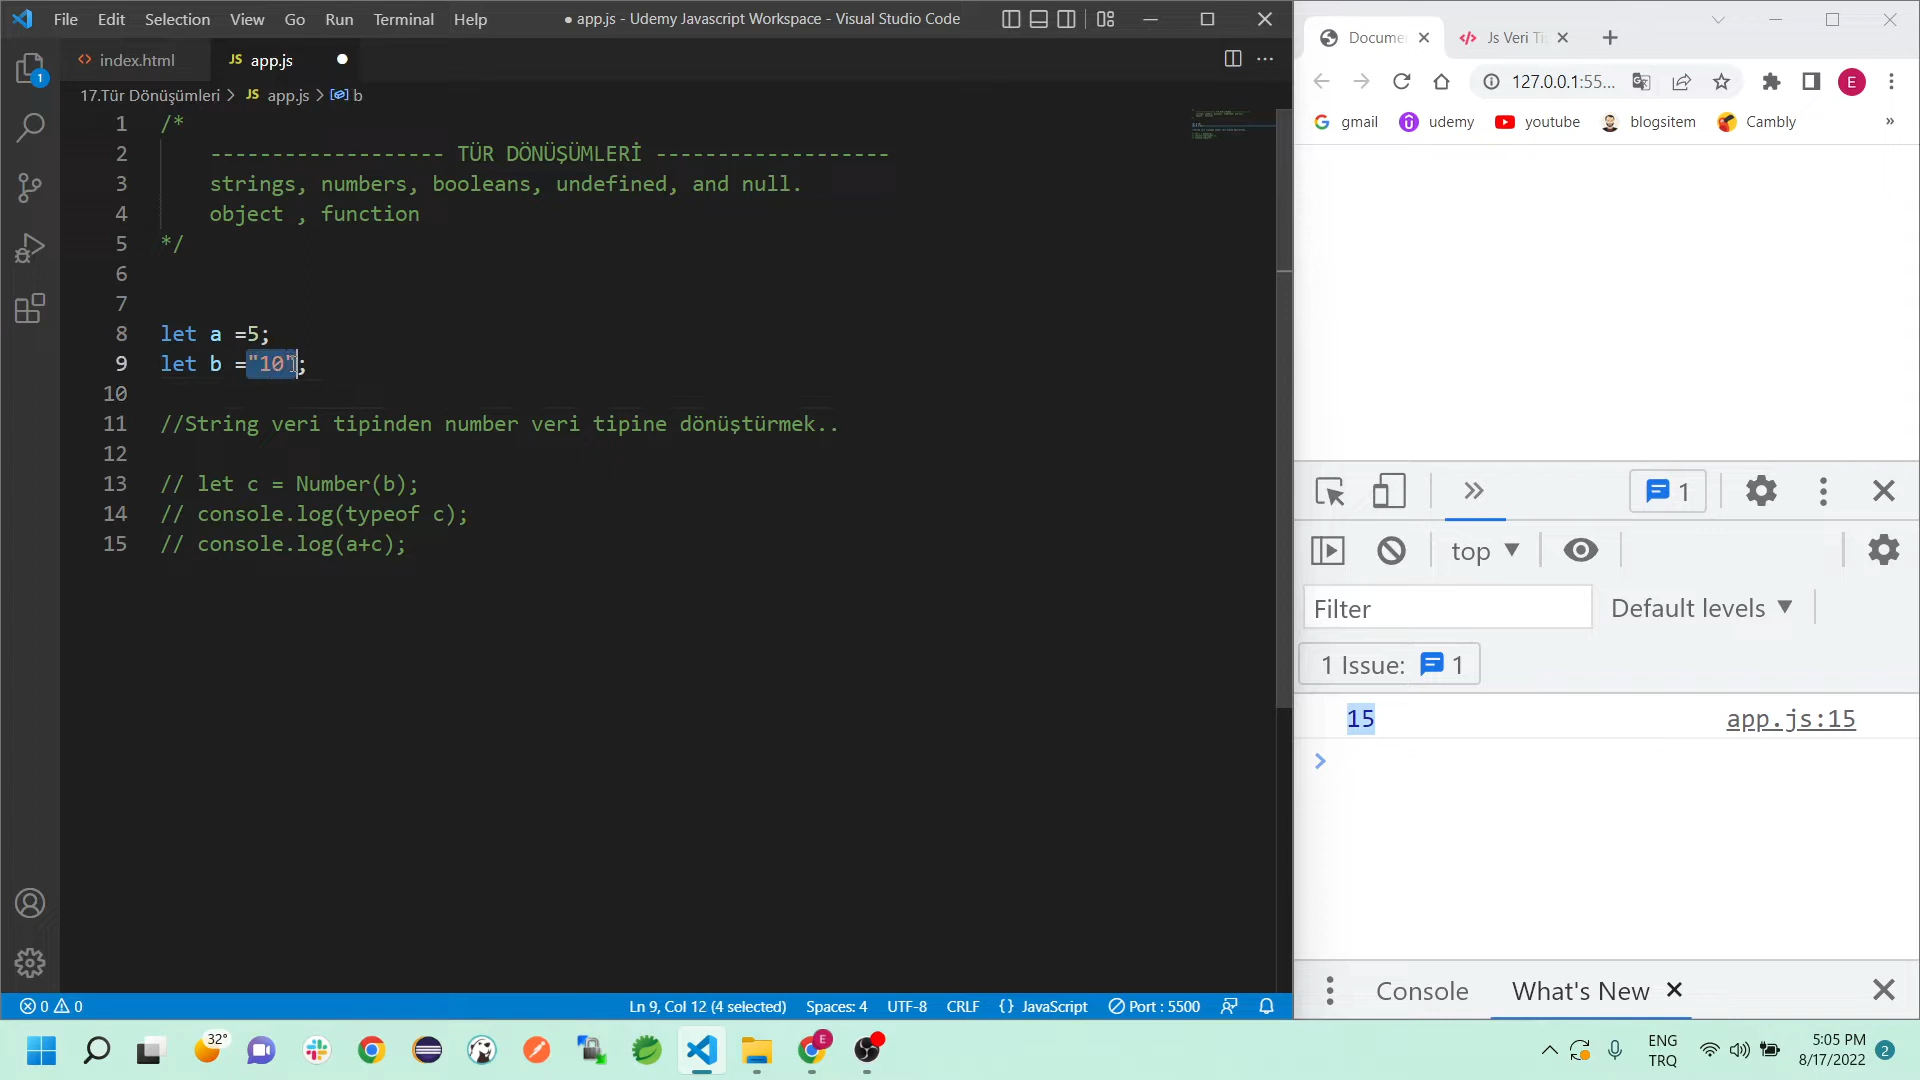 File Edit Selection View Go Run Terminal Help
● app.js - Udemy Javascript Workspace - Visual Studio Code
index.html
JS app.js
17.Tür Dönüşümleri > JS app.js > b
1 /*
2 ------------------- TÜR DÖNÜŞÜMLERİ -------------------
3 strings, numbers, booleans, undefined, and null.
4 object , function
5 */
6
7
8 let a =5;
9 let b ="10";
10
11 //String veri tipinden number veri tipine dönüştürmek..
12
13 // let c = Number(b);
14 // console.log(typeof c);
15 // console.log(a+c);
1
0 0
Ln 9, Col 12 (4 selected) Spaces: 4 UTF-8 CRLF {} JavaScript Port : 5500
Docume Js Veri Ti
127.0.0.1:55... E
gmail udemy youtube blogsitem Cambly »
1
top
Filter Default levels
1 Issue: 1
15 app.js:15
>
Console What's New
32° E
ENG
TRQ
5:05 PM
8/17/2022
2